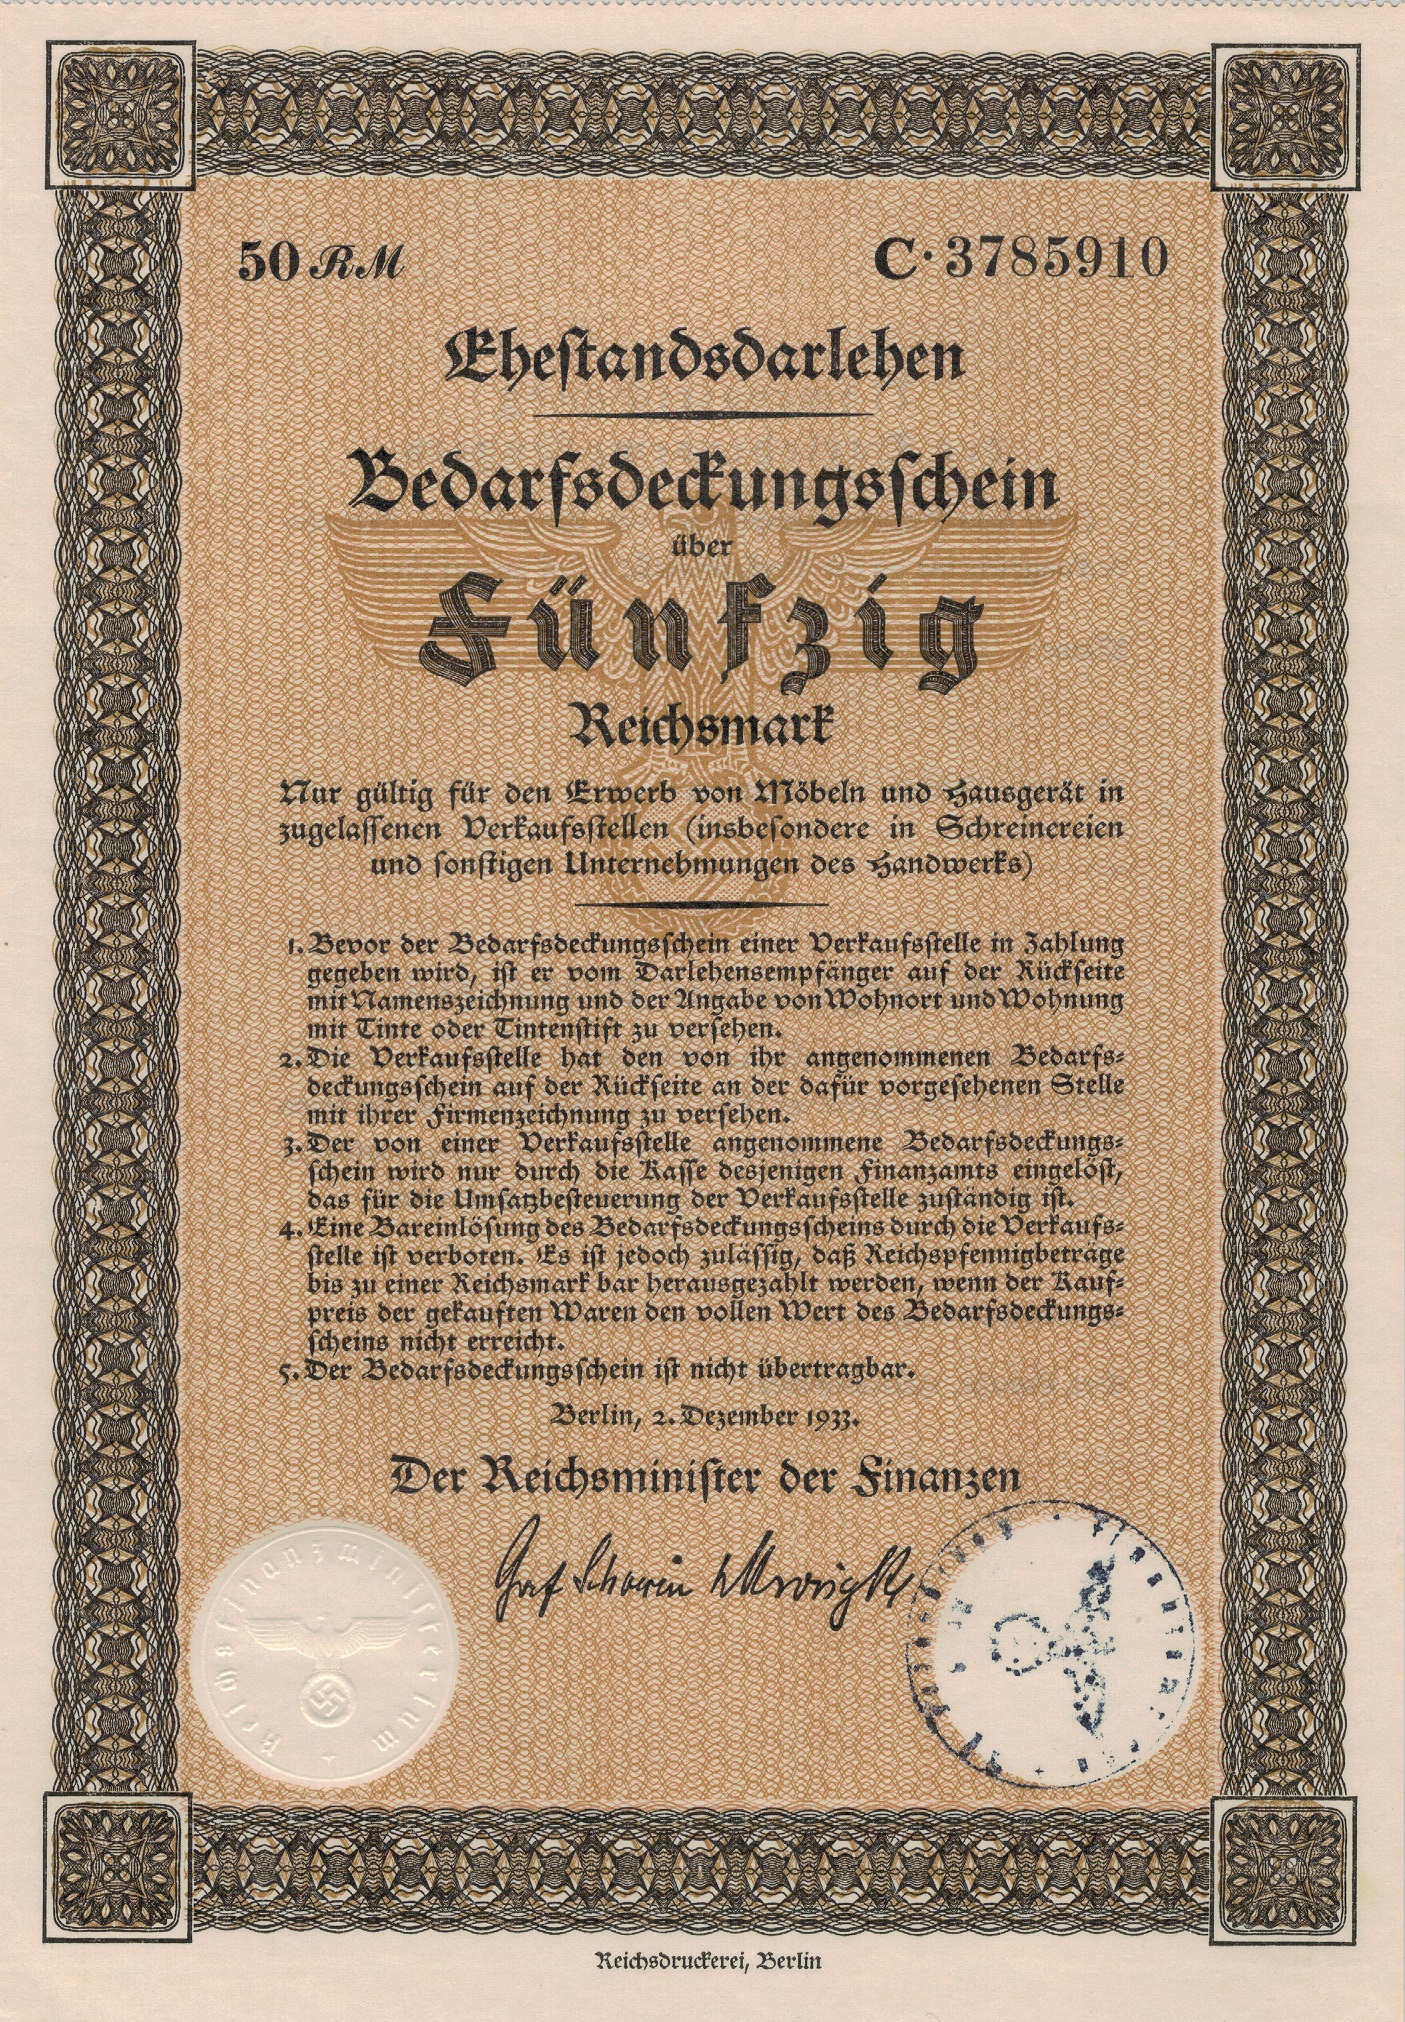 50 RM
C·3785910
Ehestandsdarlehen
Bedarfsdeckungsschein
über
Fünfzig
Reichsmark
Nur gültig für den Erwerb von Möbeln und Hausgerät in
zugelassenen Verkaufsstellen (insbesondere in Schreinereien
und sonstigen Unternehmungen des Handwerks)
1. Bevor der Bedarfsdeckungsschein einer Verkaufsstelle in Zahlung
gegeben wird, ist er vom Darlehensempfänger auf der Rückseite
mit Namenszeichnung und der Angabe von Wohnort und Wohnung
mit Tinte oder Tintenstift zu versehen.
2. Die Verkaufsstelle hat den von ihr angenommenen Bedarfs-
deckungsschein auf der Rückseite an der dafür vorgesehenen Stelle
mit ihrer Firmenzeichnung zu versehen.
3. Der von einer Verkaufsstelle angenommene Bedarfsdeckungs-
schein wird nur durch die Kasse desjenigen Finanzamts eingelöst,
das für die Umsatzbesteuerung der Verkaufsstelle zuständig ist.
4. Eine Bareinlösung des Bedarfsdeckungsscheins durch die Verkaufs-
stelle ist verboten. Es ist jedoch zulässig, daß Reichspfennigbeträge
bis zu einer Reichsmark bar herausgezahlt werden, wenn der Kauf-
preis der gekauften Waren den vollen Wert des Bedarfsdeckungs-
scheins nicht erreicht.
5. Der Bedarfsdeckungsschein ist nicht übertragbar.
Berlin, 2. Dezember 1933.
Der Reichsminister der Finanzen
Graf Schwerin von Krosigk
Reichsfinanzministerium
Reichsdruckerei, Berlin